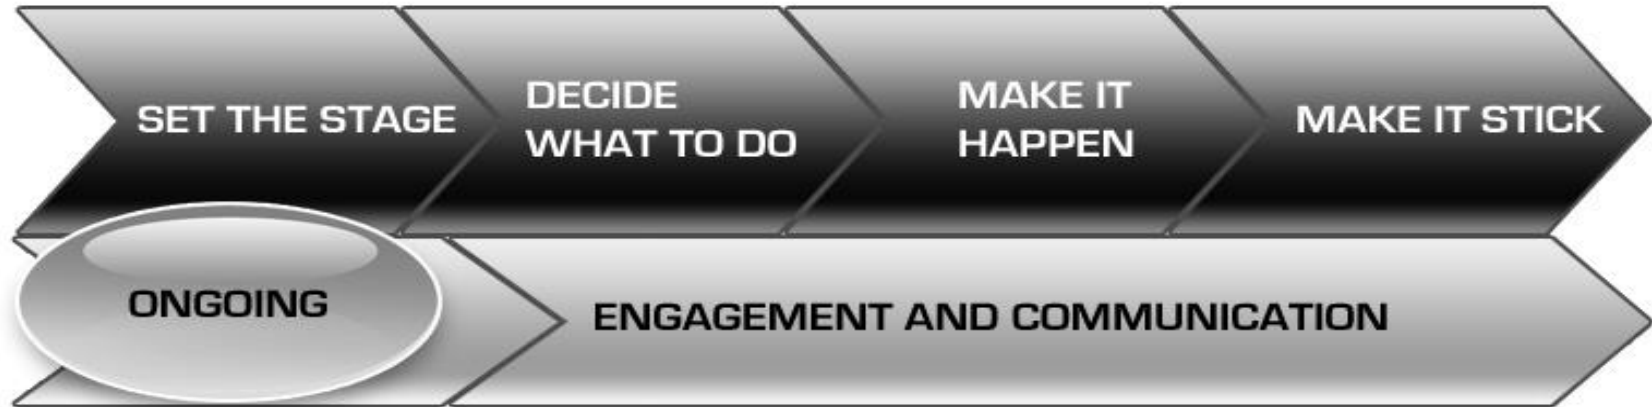 SET THE STAGE
DECIDE
WHAT TO DO
MAKE IT
HAPPEN
MAKE IT STICK
ONGOING
ENGAGEMENT AND COMMUNICATION